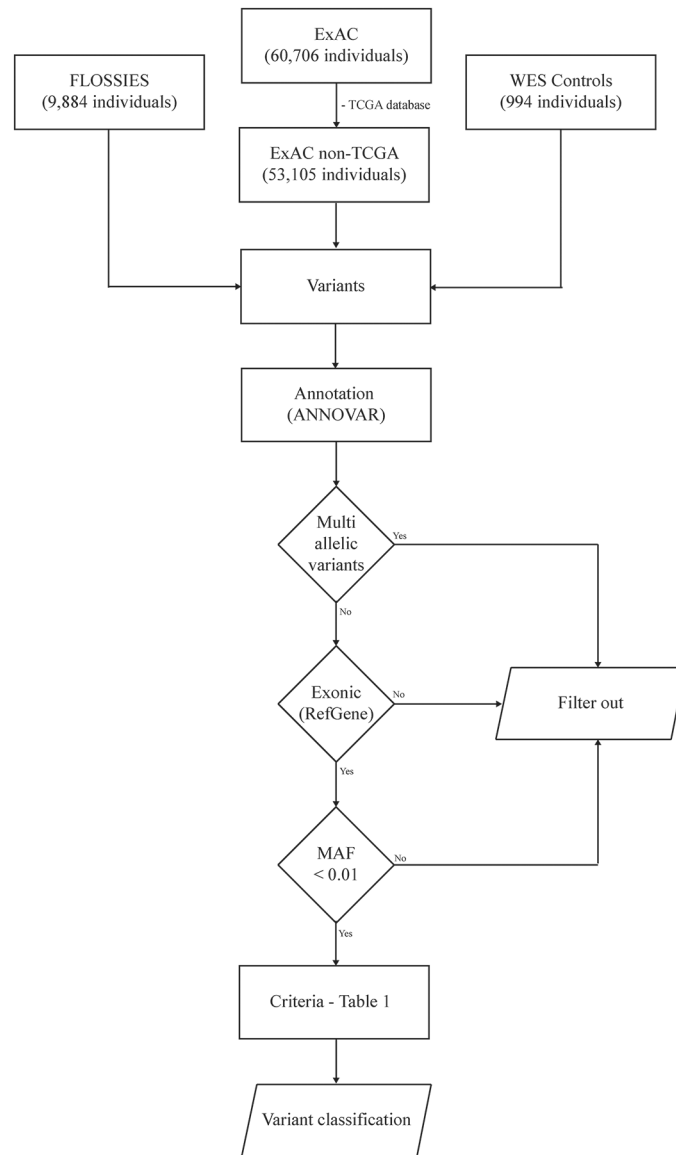 ExAC
(60,706 individuals)
FLOSSIES
(9,884 individuals)
WES Controls
(994 individuals)
- TCGA database
ExAC non-TCGA
(53,105 individuals)
Variants
Annotation
(ANNOVAR)
Multi
allelic
variants
Yes
No
Exonic
(RefGene)
No
Filter out
Yes
MAF
< 0.01
No
Yes
Criteria - Table 1
Variant classification